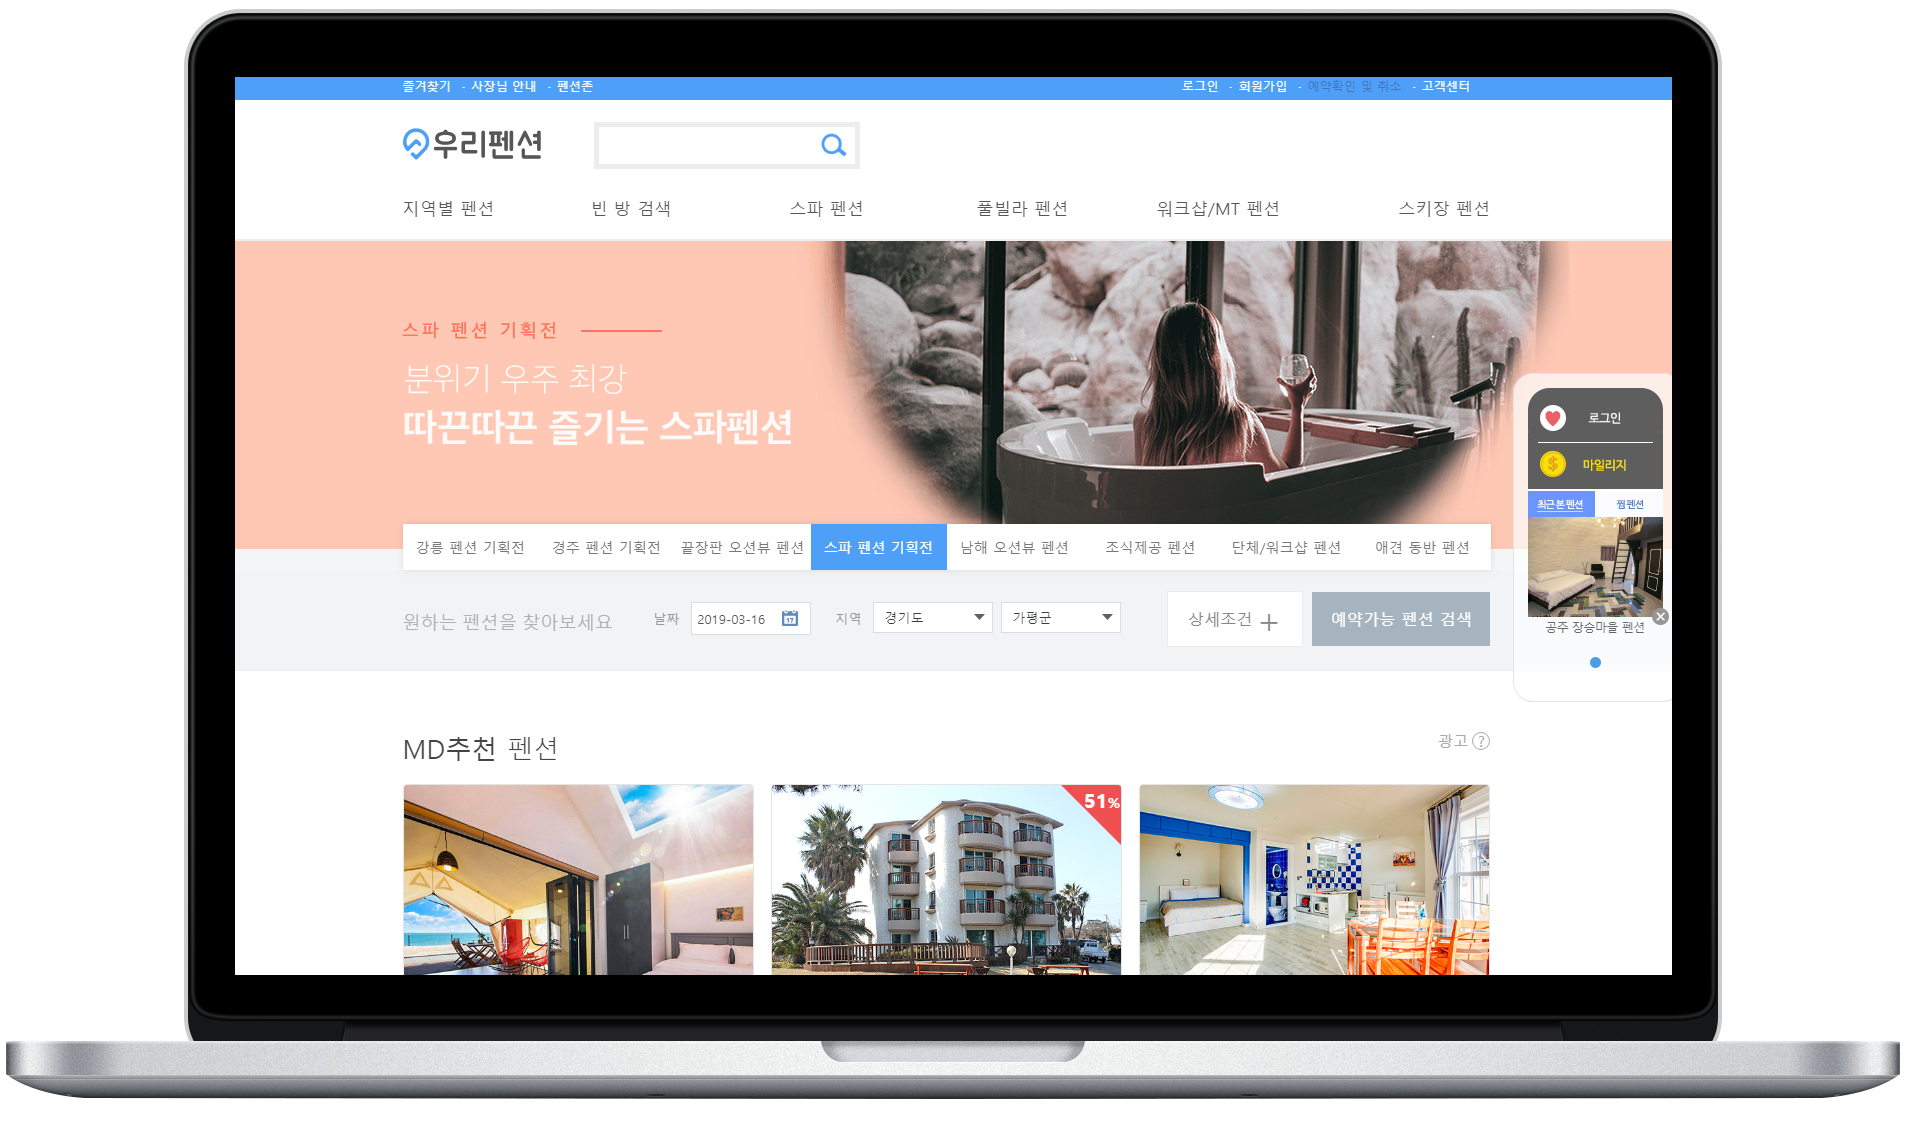 즐겨찾기 · 사장님 안내 · 펜션존
로그인 · 회원가입 · 예약확인 및 취소 · 고객센터
우리펜션
지역별 펜션 빈 방 검색 스파 펜션 풀빌라 펜션 워크샵/MT 펜션 스키장 펜션
스파 펜션 기획전
분위기 우주 최강
따끈따끈 즐기는 스파펜션
로그인
$
마일리지
최근본펜션 찜펜션
공주 장승마을 펜션
강릉 펜션 기획전 경주 펜션 기획전 끝장판 오션뷰 펜션 스파 펜션 기획전 남해 오션뷰 펜션 조식제공 펜션 단체/워크샵 펜션 애견 동반 펜션
원하는 펜션을 찾아보세요 날짜 2019-03-16 17 지역 경기도 가평균 상세조건 + 예약가능 펜션 검색
MD추천 펜션
광고 ?
51%